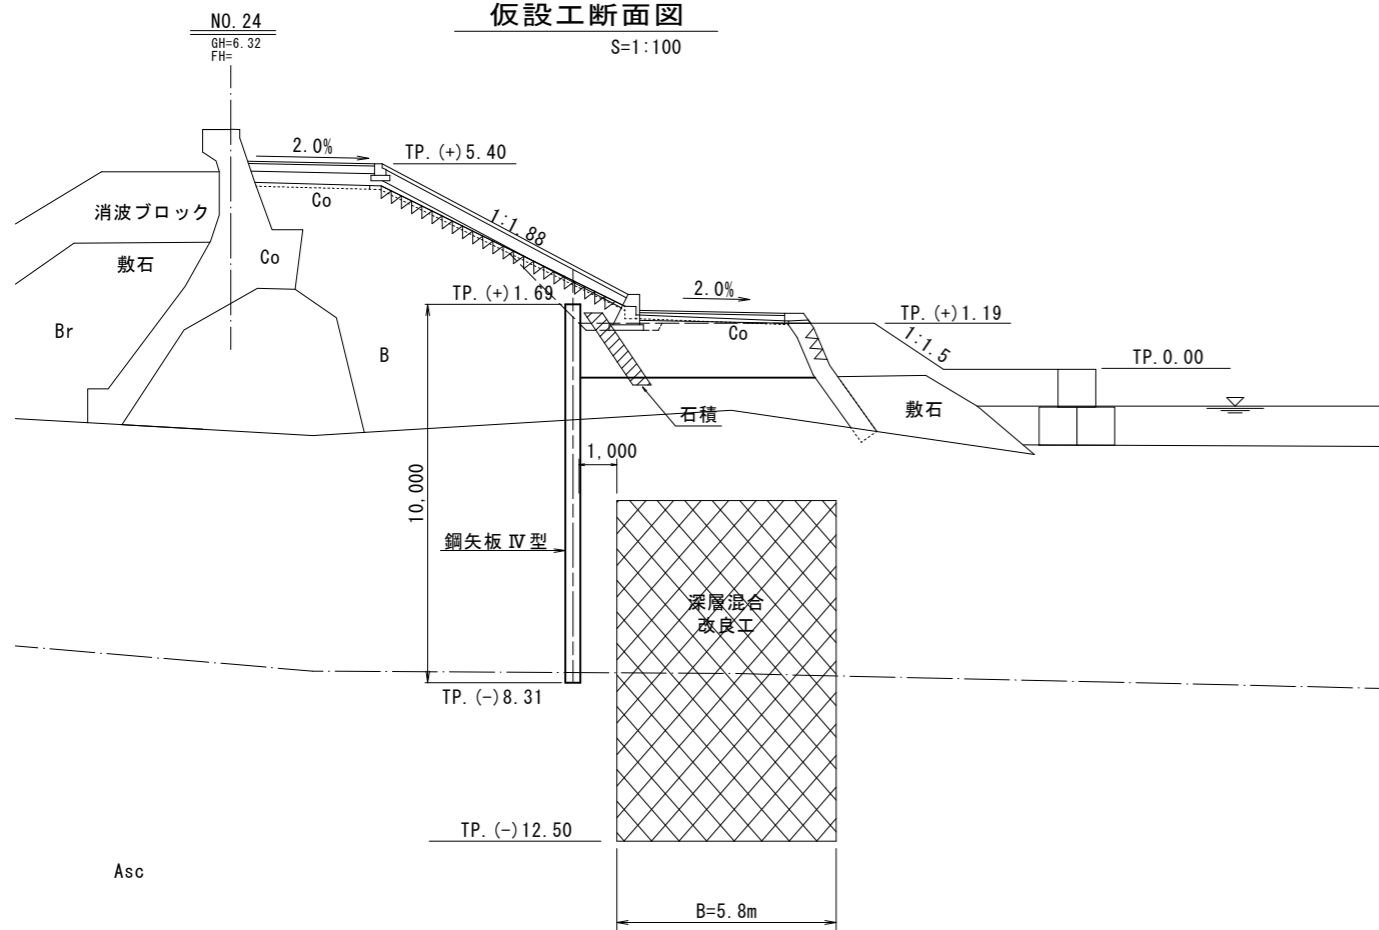 仮設工断面図
S=1:100
NO.24
GH=6.32
FH=
2.0%
TP.(+)5.40
消波ブロック
Co
1:1.88
敷石
Co
TP.(+)1.69
2.0%
TP.(+)1.19
Br
B
Co
1:1.5
TP.0.00
石積
敷石
1,000
10,000
鋼矢板Ⅳ型
深層混合
改良工
TP.(-)8.31
TP.(-)12.50
Asc
B=5.8m